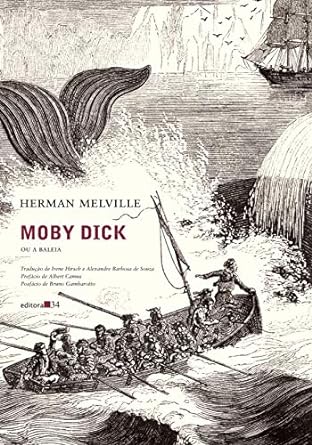 HERMAN MELVILLE
MOBY DICK
OU A BALEIA
Tradução de Irene Hirsch e Alexandre Barbosa de Souza
Prefácio de Albert Camus
Posfácio de Bruno Gambarotto
editora 34